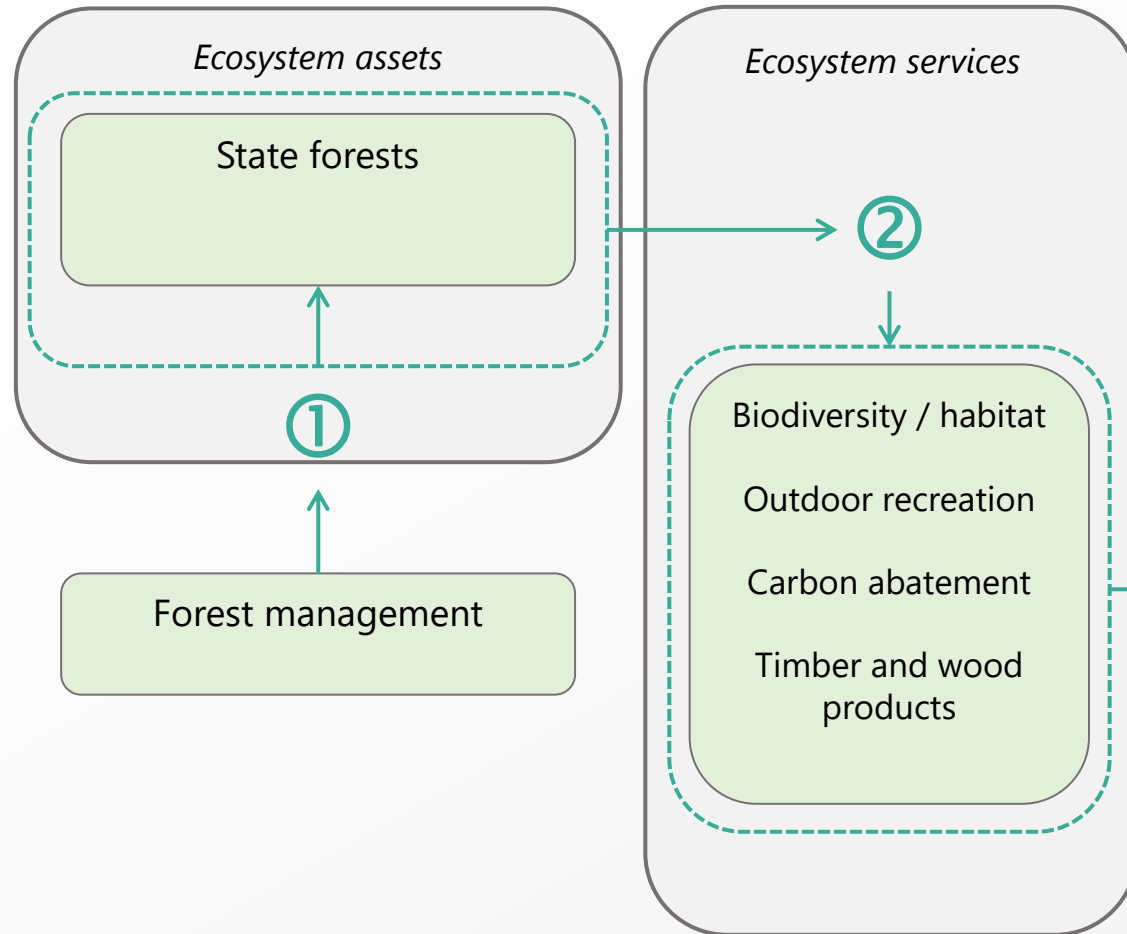 Ecosystem assets
State forests
①
Forest management
Ecosystem services
②
Biodiversity / habitat
Outdoor recreation
Carbon abatement
Timber and wood
products